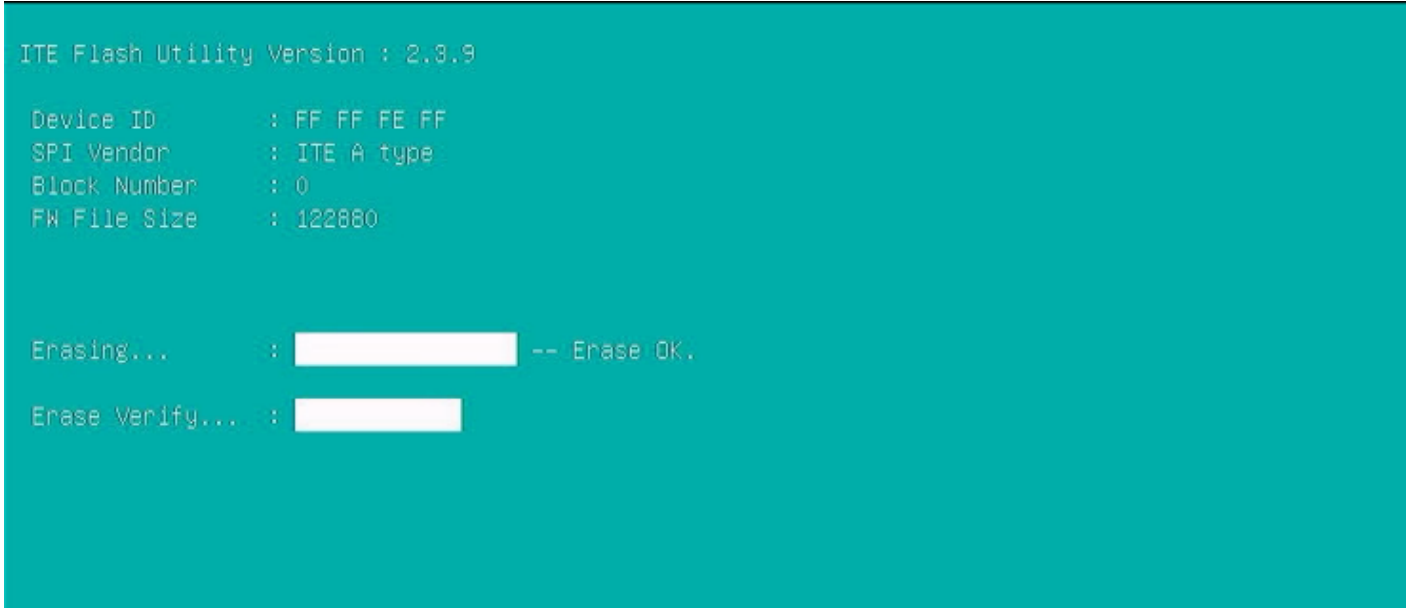 ITE Flash Utility Version : 2.3.9
Device ID : FF FF FE FF
SPI Vendor : ITE A type
Block Number : 0
FW File Size : 122880
Erasing... : -- Erase OK.
Erase Verify... :